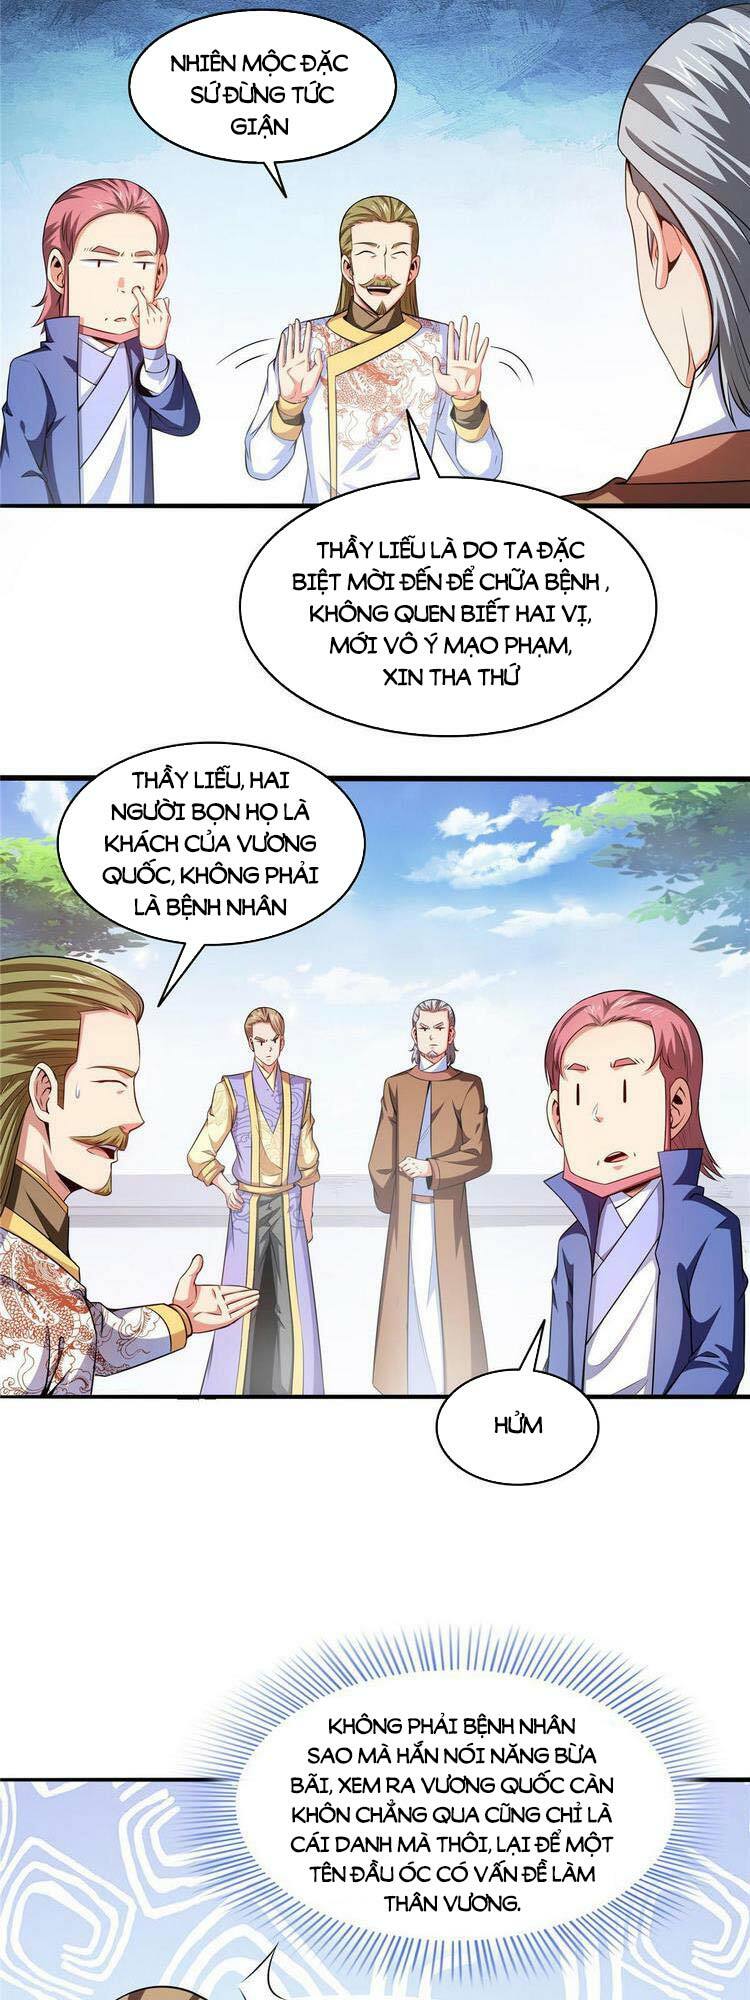 NHIÊN MỘC ĐẶC
SỨ ĐỪNG TỨC
GIẬN
THẦY LIỄU LÀ DO TA ĐẶC
BIỆT MỜI ĐẾN ĐỂ CHỮA BỆNH ,
KHÔNG QUEN BIẾT HAI VỊ,
MỚI VÔ Ý MẠO PHẠM,
XIN THA THỨ
THẦY LIỄU, HAI
NGƯỜI BỌN HỌ LÀ
KHÁCH CỦA VƯƠNG
QUỐC, KHÔNG PHẢI
LÀ BỆNH NHÂN
HỬM
KHÔNG PHẢI BỆNH NHÂN
SAO MÀ HẮN NÓI NĂNG BỪA
BÃI, XEM RA VƯƠNG QUỐC CÀN
KHÔN CHẲNG QUA CŨNG CHỈ LÀ
CÁI DANH MÀ THÔI, LẠI ĐỂ MỘT
TÊN ĐẦU ÓC CÓ VẤN ĐỀ LÀM
THÂN VƯƠNG.